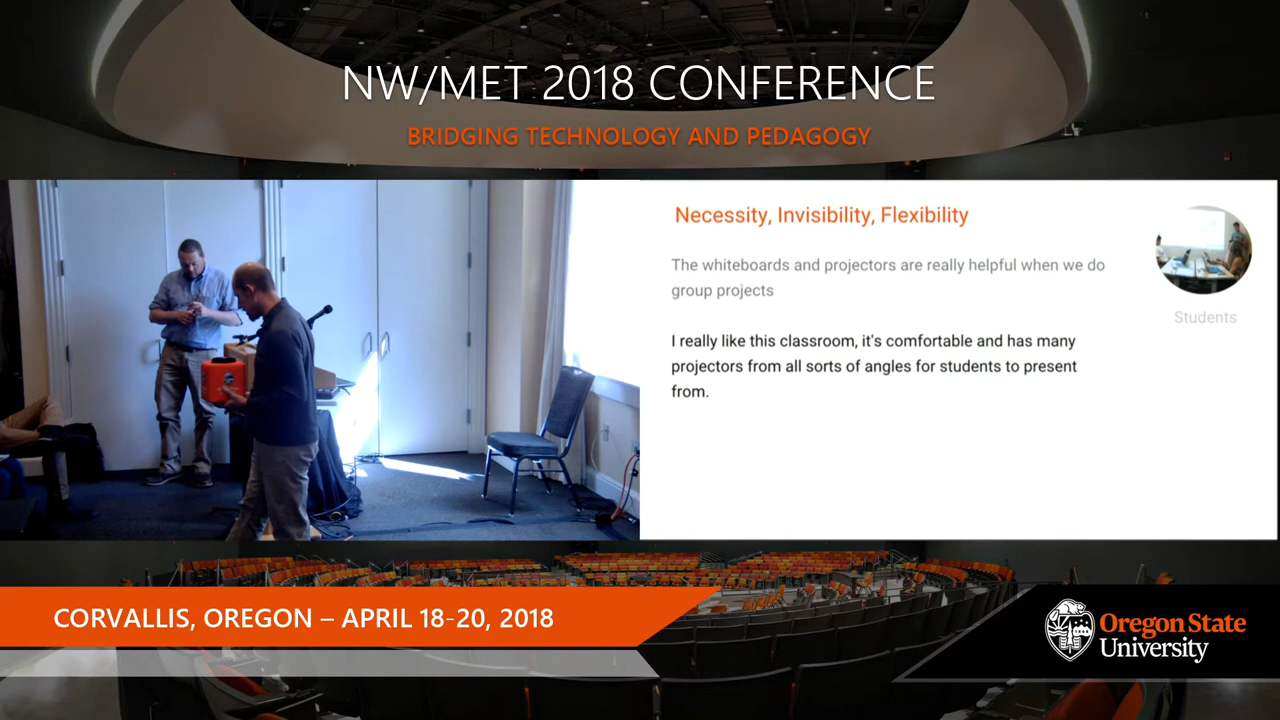 NW/MET 2018 CONFERENCE
BRIDGING TECHNOLOGY AND PEDAGOGY
Necessity, Invisibility, Flexibility
The whiteboards and projectors are really helpful when we do
group projects
Students
I really like this classroom, it's comfortable and has many
projectors from all sorts of angles for students to present
from.
CORVALLIS, OREGON – APRIL 18-20, 2018
Oregon State
University